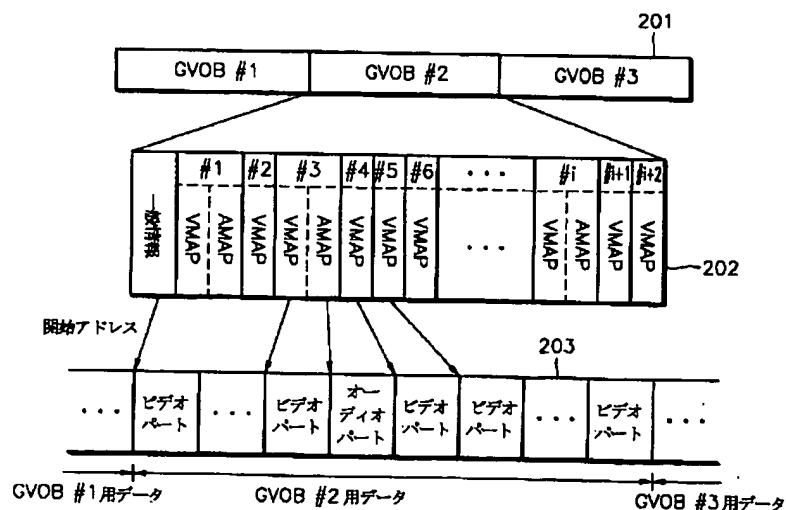 201
GVOB #1 GVOB #2 GVOB #3
#1 #2 #3 #4 #5 #6 ... #i #i+1 #i+2
一般情報 VMAP AMAP VMAP VMAP AMAP VMAP VMAP VMAP ... VMAP AMAP VMAP VMAP
202
開始アドレス
203
... ビデオ ... ビデオ オー ビデオ ビデオ ... ビデオ ...
パート パート ディオ パート パート パート
パート
GVOB #1用データ GVOB #2用データ GVOB #3用データ